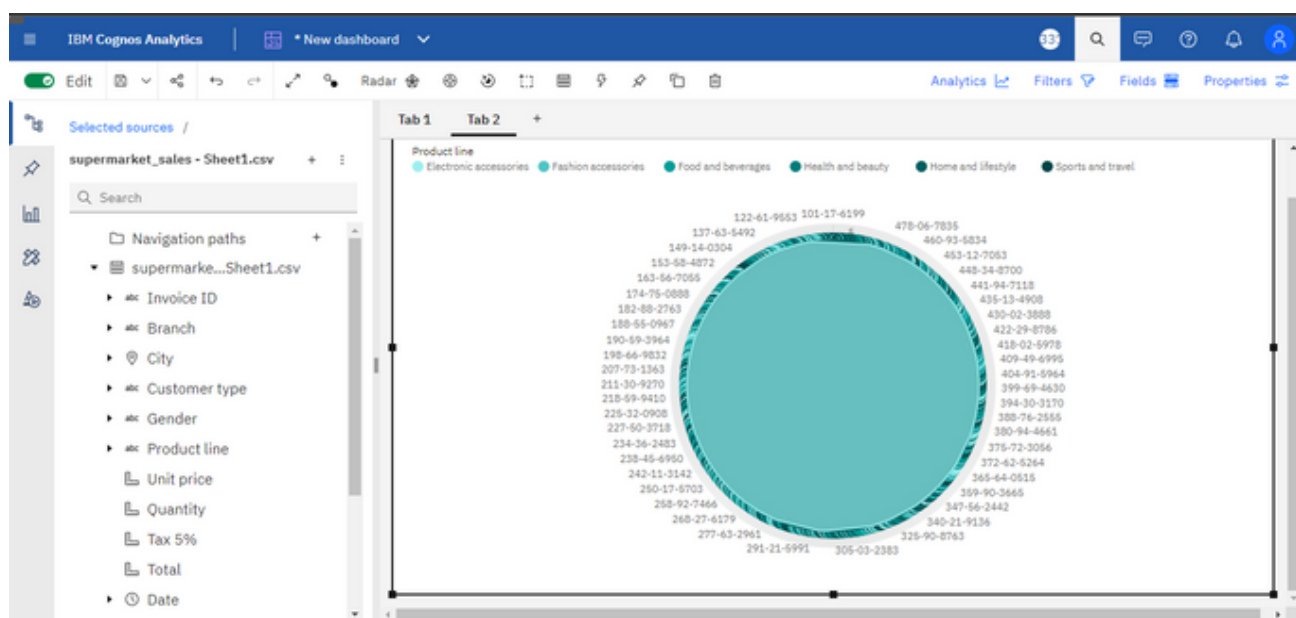 IBM Cognos Analytics
* New dashboard
Edit
Radar
Analytics
Filters
Fields
Properties
Selected sources /
supermarket_sales - Sheet1.csv
Search
Navigation paths
supermarke...Sheet1.csv
Invoice ID
Branch
City
Customer type
Gender
Product line
Unit price
Quantity
Tax 5%
Total
Date
Tab 1
Tab 2
Product line
Electronic accessories
Fashion accessories
Food and beverages
Health and beauty
Home and lifestyle
Sports and travel
122-61-9553
101-17-6199
137-63-5492
149-14-0304
153-58-4872
163-56-7055
174-75-0888
182-88-2763
188-55-0967
190-59-3964
198-66-9832
207-73-1363
211-30-9270
218-59-9410
225-32-0908
227-50-3718
234-36-2483
238-45-6950
242-11-3142
250-17-5703
258-92-7466
268-27-6179
277-63-2961
291-21-5991
305-03-2383
478-06-7835
460-93-5834
453-12-7053
448-34-8700
441-94-7118
435-13-4908
430-02-3888
422-29-8786
418-02-5978
409-49-6995
404-91-5964
399-69-4630
394-30-3170
388-76-2555
380-94-4661
375-72-3056
372-62-5264
365-64-0515
359-90-3665
347-56-2442
340-21-9136
325-90-8763